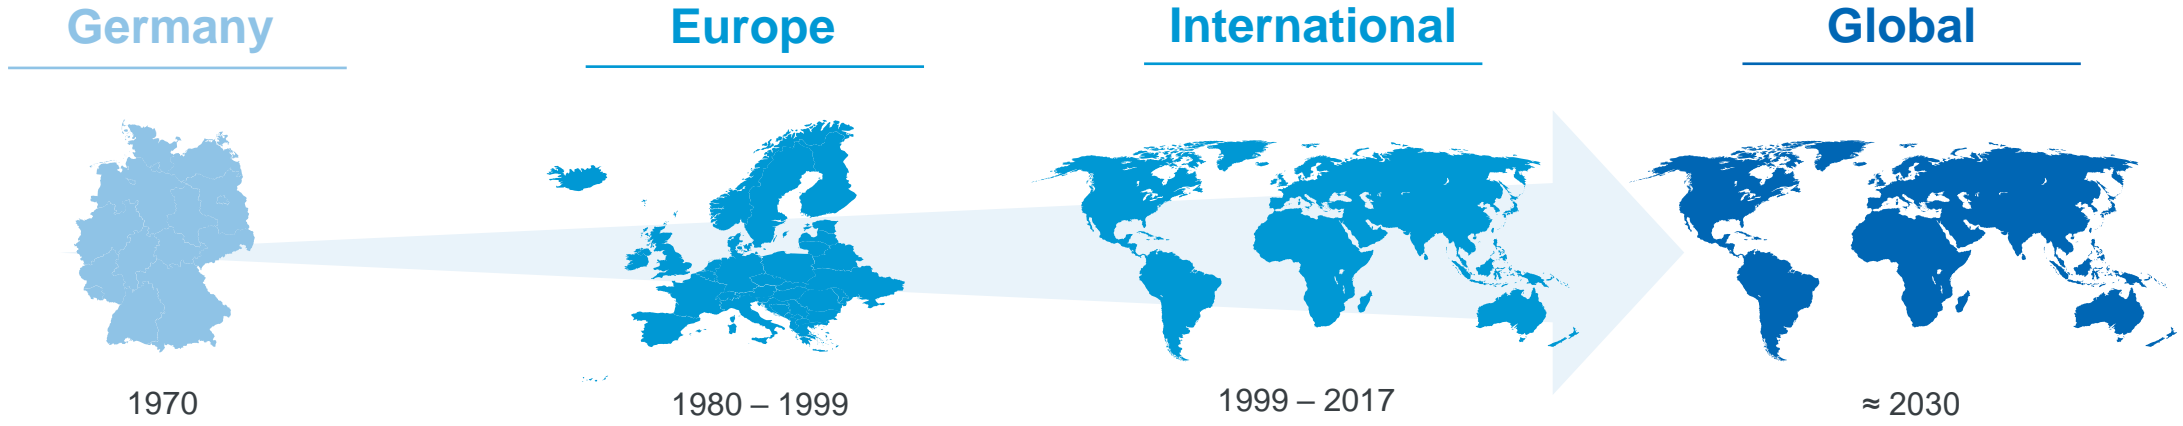 Germany
Europe
International
Global
1970
1980 – 1999
1999 – 2017
≈ 2030